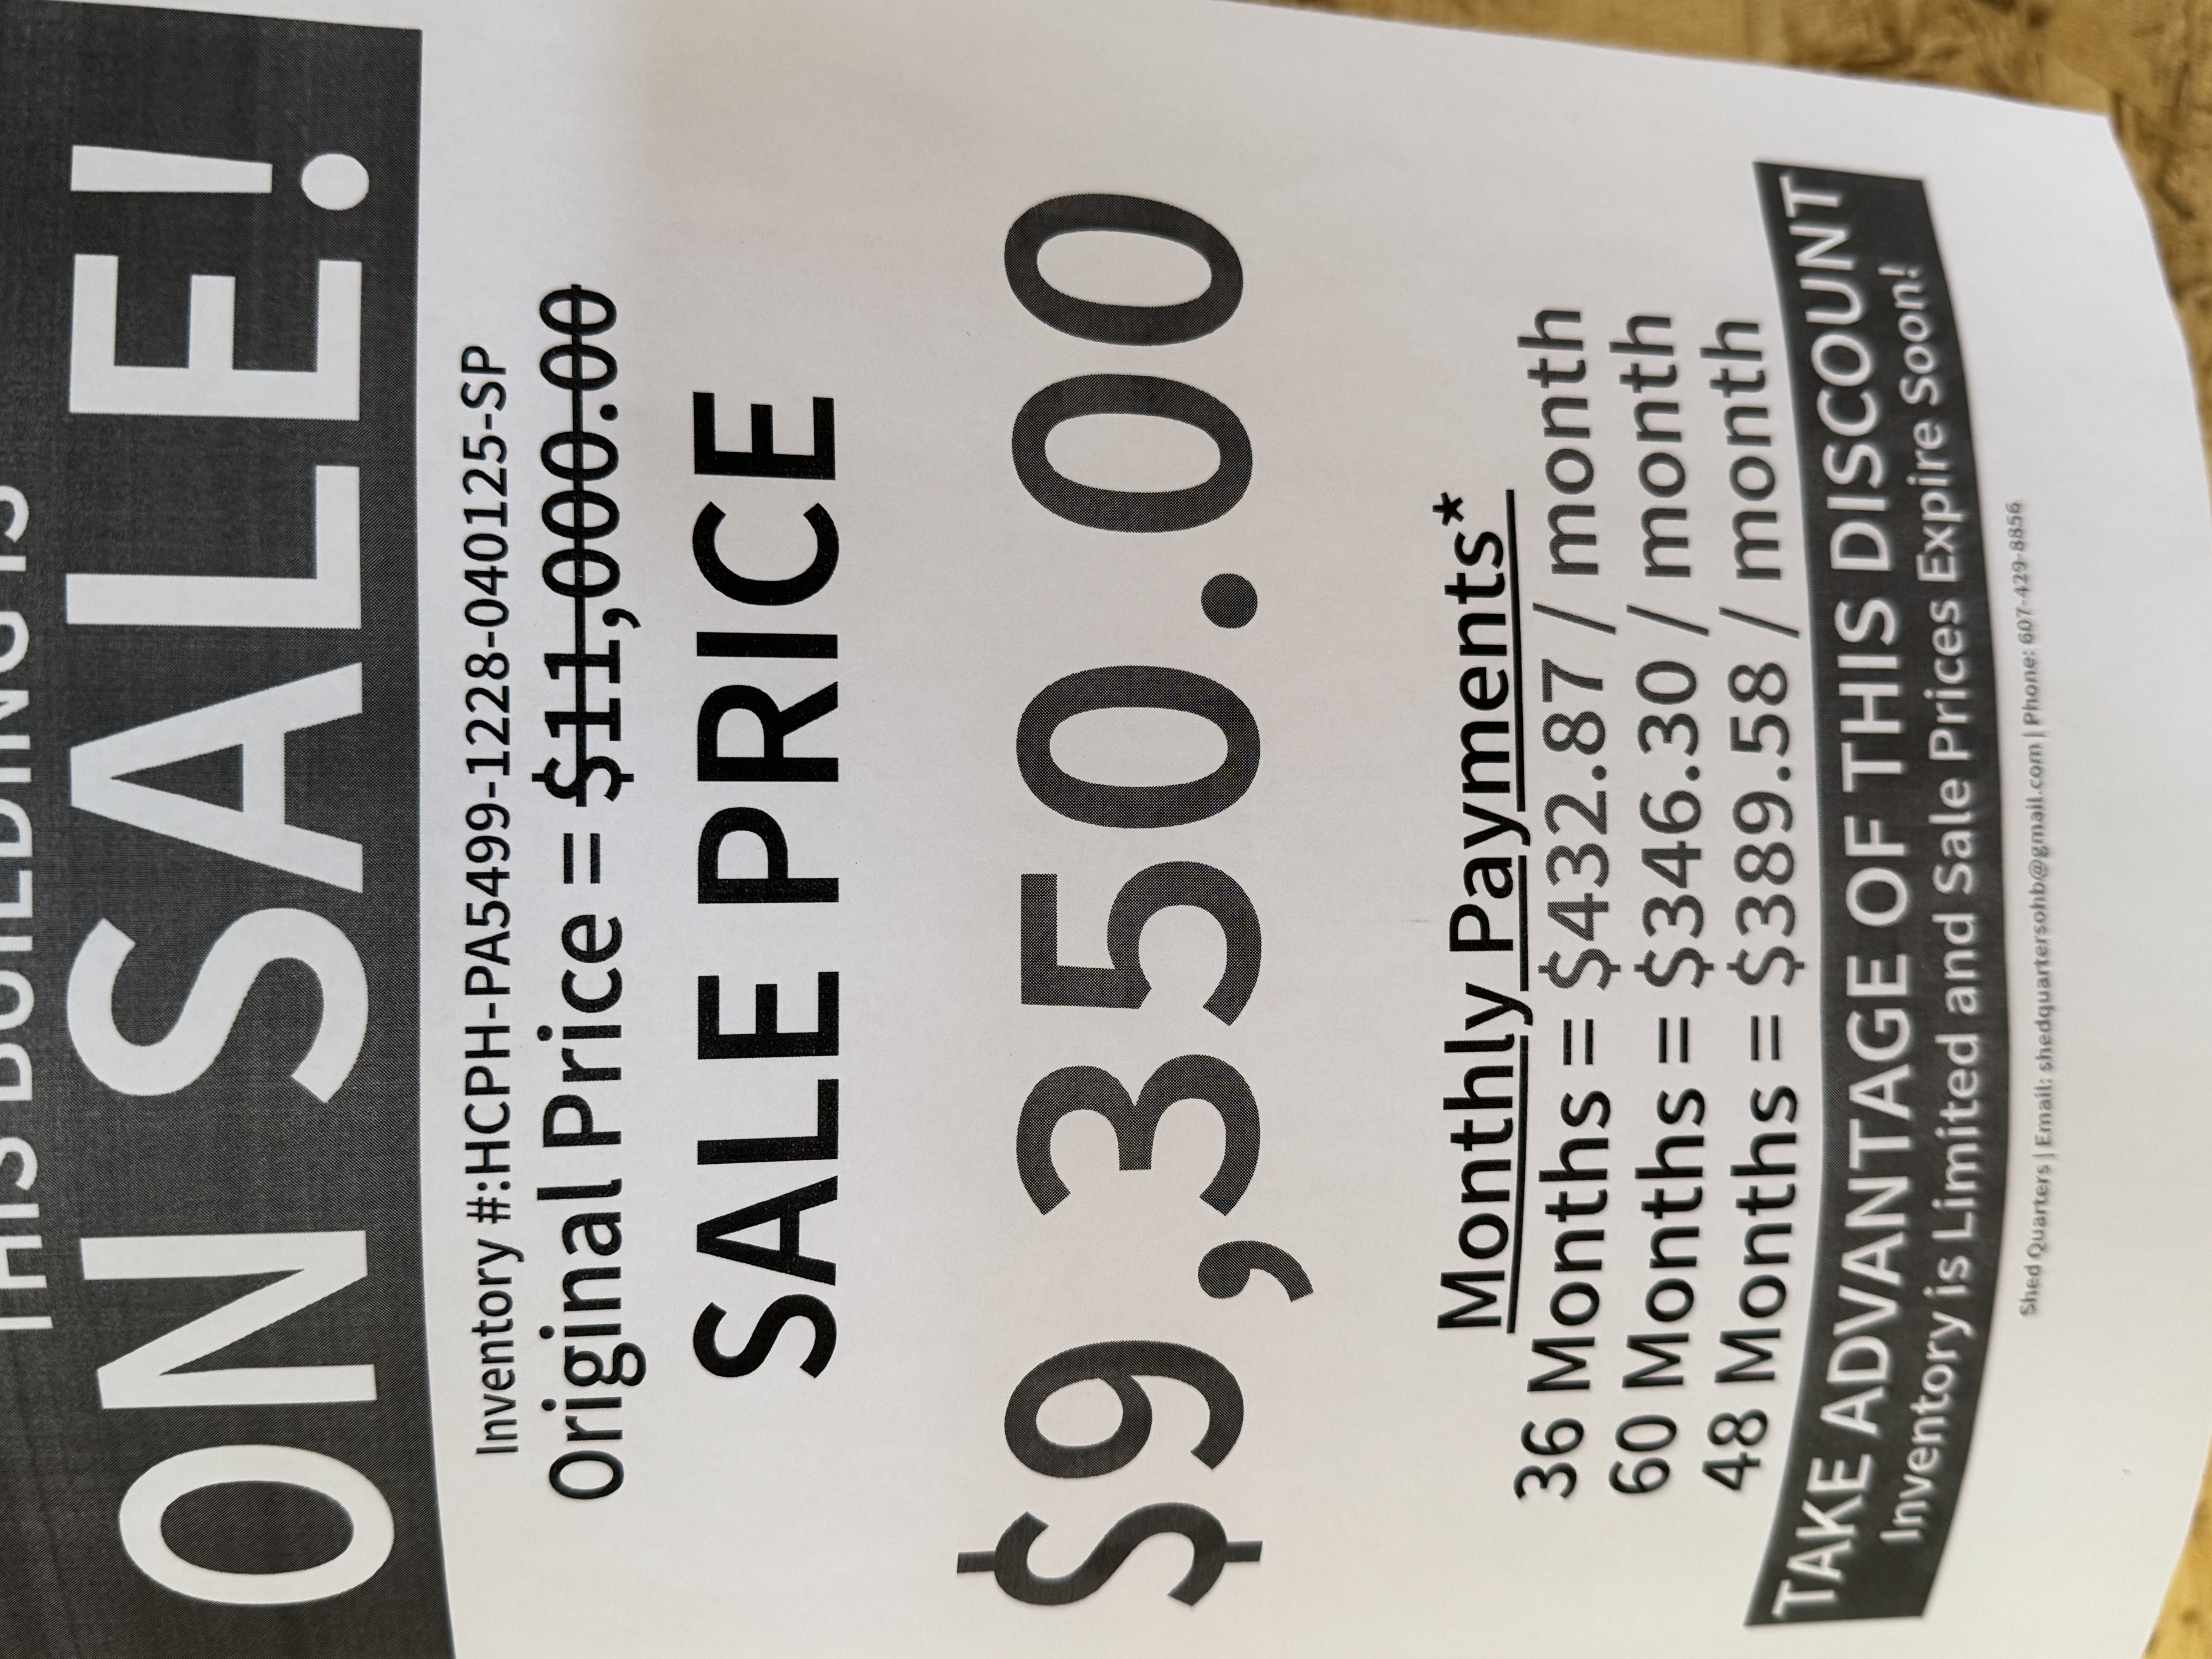 THIS BUILDING IS
ON SALE!
Inventory #:HCPH-PA5499-1228-040125-SP
Original Price = $11,000.00
SALE PRICE
$9,350.00
Monthly Payments*
36 Months = $432.87 / month
60 Months = $346.30 / month
48 Months = $389.58 / month
TAKE ADVANTAGE OF THIS DISCOUNT
Inventory is Limited and Sale Prices Expire Soon!
Shed Quarters | Email: shedquartersohb@gmail.com | Phone: 607-429-8856